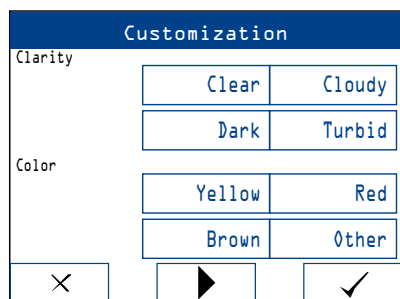 Customization
Clarity
Clear Cloudy
Dark Turbid
Color
Yellow Red
Brown Other